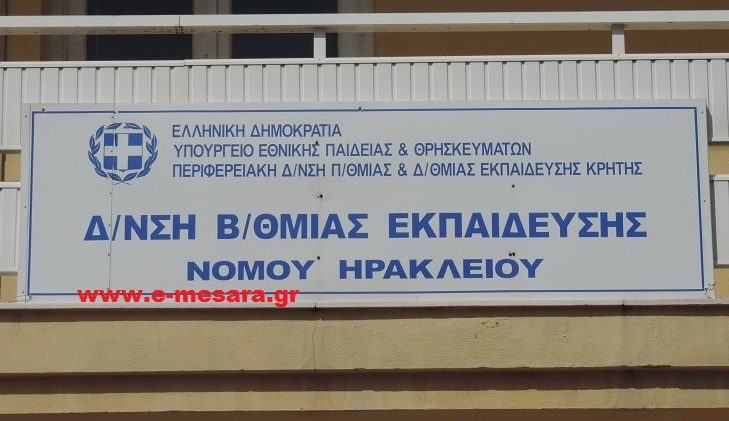 ΕΛΛΗΝΙΚΗ ΔΗΜΟΚΡΑΤΙΑ
ΥΠΟΥΡΓΕΙΟ ΕΘΝΙΚΗΣ ΠΑΙΔΕΙΑΣ & ΘΡΗΣΚΕΥΜΑΤΩΝ
ΠΕΡΙΦΕΡΕΙΑΚΗ Δ/ΝΣΗ Π/ΘΜΙΑΣ & Δ/ΘΜΙΑΣ ΕΚΠΑΙΔΕΥΣΗΣ ΚΡΗΤΗΣ
Δ/ΝΣΗ Β/ΘΜΙΑΣ ΕΚΠΑΙΔΕΥΣΗΣ
ΝΟΜΟΥ ΗΡΑΚΛΕΙΟΥ
www.e-mesara.gr